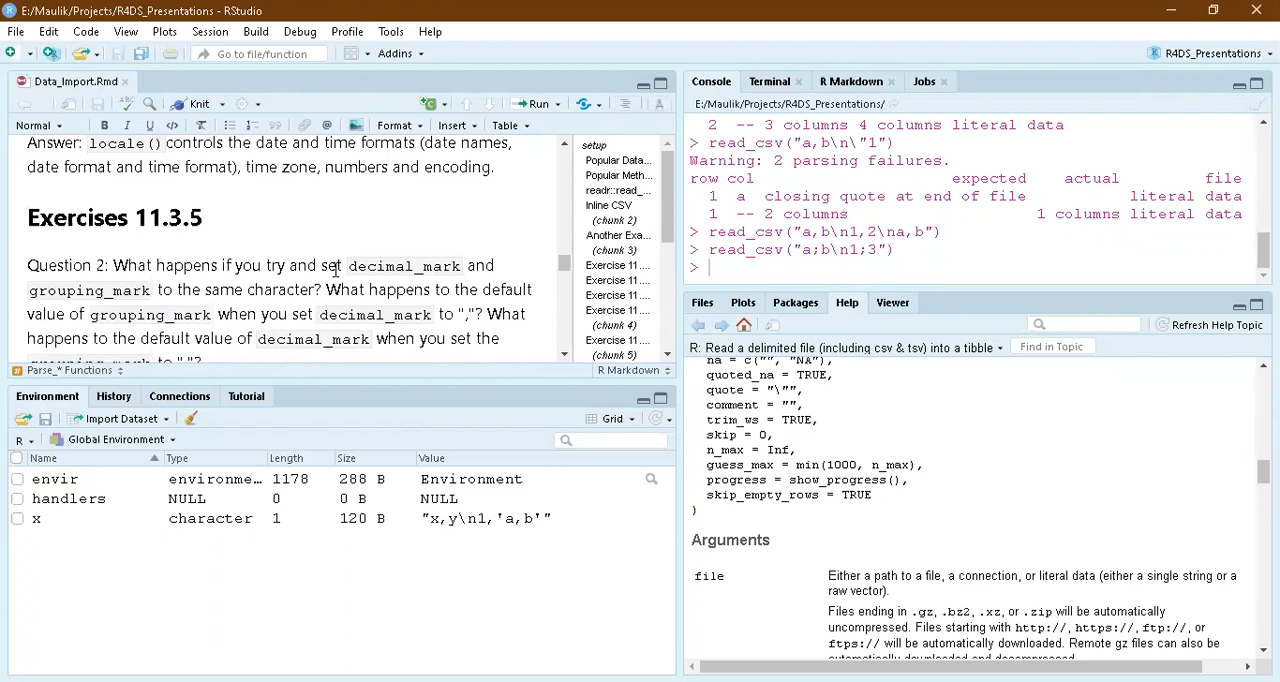 E:/Maulik/Projects/R4DS_Presentations - RStudio
File Edit Code View Plots Session Build Debug Profile Tools Help
Go to file/function Addins R4DS_Presentations
Data_Import.Rmd
Knit Run
Normal B I U Format Insert Table
Answer: locale() controls the date and time formats (date names,
date format and time format), time zone, numbers and encoding.
Exercises 11.3.5
Question 2: What happens if you try and set decimal_mark and
grouping_mark to the same character? What happens to the default
value of grouping_mark when you set decimal_mark to ","? What
happens to the default value of decimal_mark when you set the
grouping_mark to "."?
setup
Popular Data...
Popular Meth...
readr::read_...
Inline CSV
(chunk 2)
Another Exa...
(chunk 3)
Exercise 11....
Exercise 11....
Exercise 11....
Exercise 11....
(chunk 4)
Exercise 11....
(chunk 5)
Parse_* Functions R Markdown
Environment History Connections Tutorial
Import Dataset Grid
R Global Environment
Name Type Length Size Value
envir environme... 1178 288 B Environment
handlers NULL 0 0 B NULL
x character 1 120 B "x,y\n1,'a,b'"
Console Terminal R Markdown Jobs
E:/Maulik/Projects/R4DS_Presentations/
2 -- 3 columns 4 columns literal data
> read_csv("a,b\n\"1")
Warning: 2 parsing failures.
row col expected actual file
1 a closing quote at end of file literal data
1 -- 2 columns 1 columns literal data
> read_csv("a,b\n1,2\na,b")
> read_csv("a;b\n1;3")
>
Files Plots Packages Help Viewer
Refresh Help Topic
R: Read a delimited file (including csv & tsv) into a tibble Find in Topic
na = c("", "NA"),
quoted_na = TRUE,
quote = "\"",
comment = "",
trim_ws = TRUE,
skip = 0,
n_max = Inf,
guess_max = min(1000, n_max),
progress = show_progress(),
skip_empty_rows = TRUE
)
Arguments
file Either a path to a file, a connection, or literal data (either a single string or a
raw vector).
Files ending in .gz, .bz2, .xz, or .zip will be automatically
uncompressed. Files starting with http://, https://, ftp://, or
ftps:// will be automatically downloaded. Remote gz files can also be
automatically downloaded and decompressed.